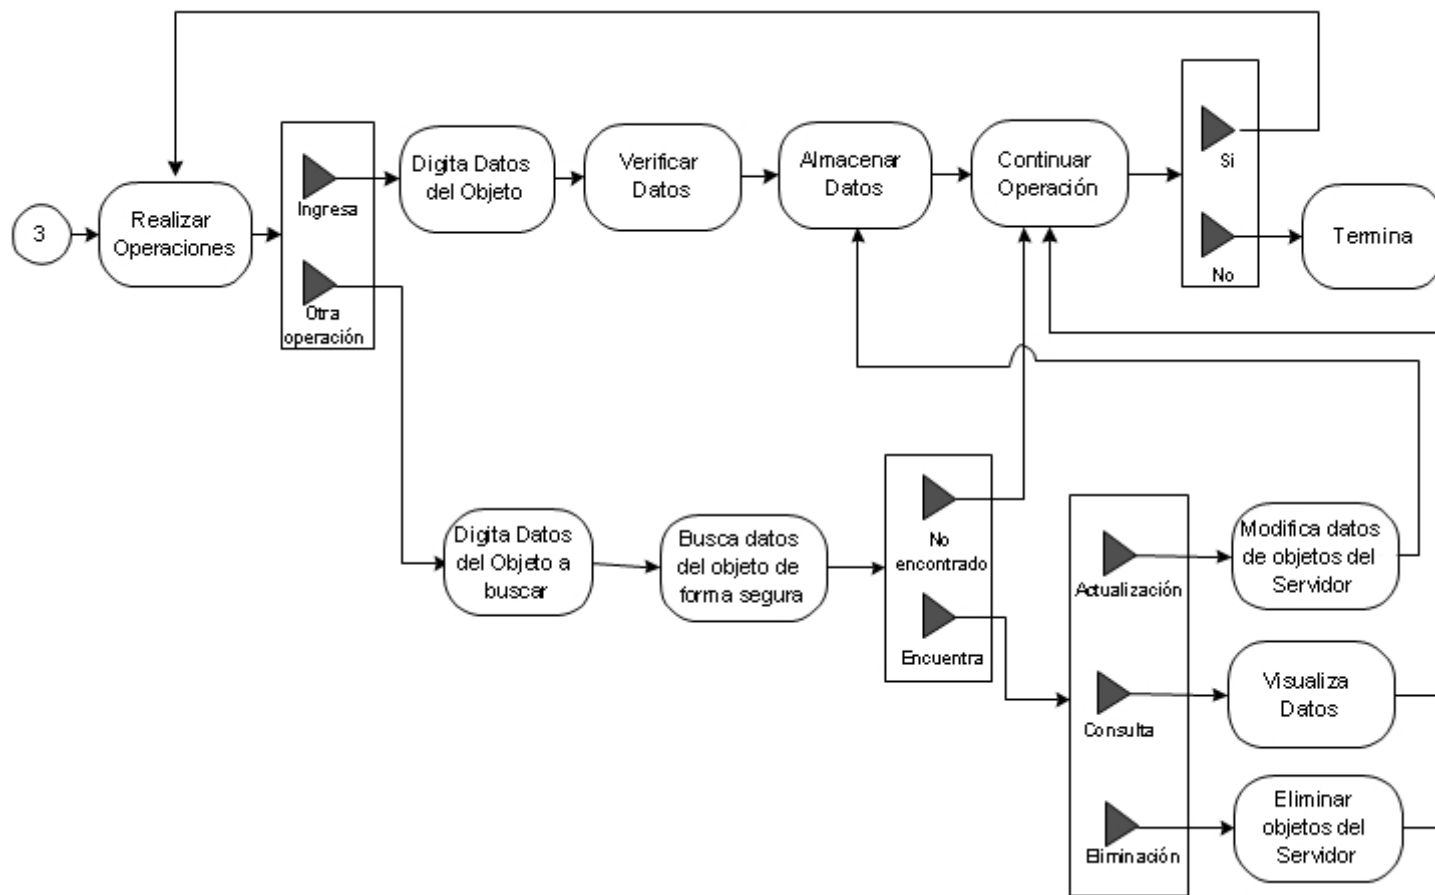 3
Realizar
Operaciones
Ingresa
Otra
operación
Digita Datos
del Objeto
Verificar
Datos
Almacenar
Datos
Continuar
Operación
Si
No
Termina
Digita Datos
del Objeto a
buscar
Busca datos
del objeto de
forma segura
No
encontrado
Encuentra
Actualización
Consulta
Eliminación
Modifica datos
de objetos del
Servidor
Visualiza
Datos
Eliminar
objetos del
Servidor